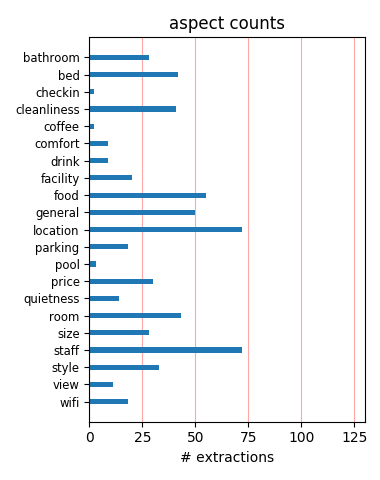 aspect counts
bathroom
bed
checkin
cleanliness
coffee
comfort
drink
facility
food
general
location
parking
pool
price
quietness
room
size
staff
style
view
wifi
0 25 50 75 100 125
# extractions